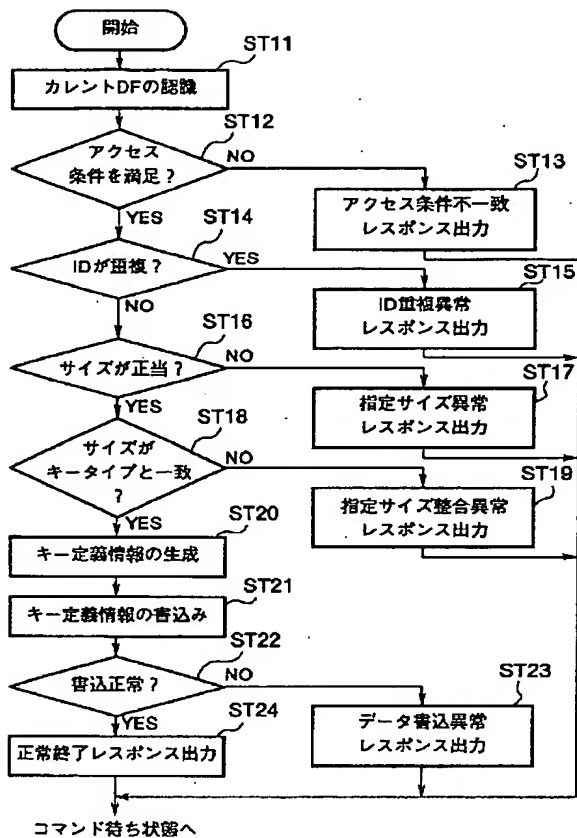 開始
ST11
カレントDFの認識
ST12
アクセス
条件を満足？
NO
YES
ST13
アクセス条件不一致
レスポンス出力
ST14
IDが重複？
YES
NO
ST15
ID重複異常
レスポンス出力
ST16
サイズが正当？
NO
YES
ST17
指定サイズ異常
レスポンス出力
ST18
サイズが
キータイプと一致
？
NO
YES
ST19
指定サイズ整合異常
レスポンス出力
ST20
キー定義情報の生成
ST21
キー定義情報の書込み
ST22
書込正常？
NO
YES
ST23
データ書込異常
レスポンス出力
ST24
正常終了レスポンス出力
コマンド待ち状態へ